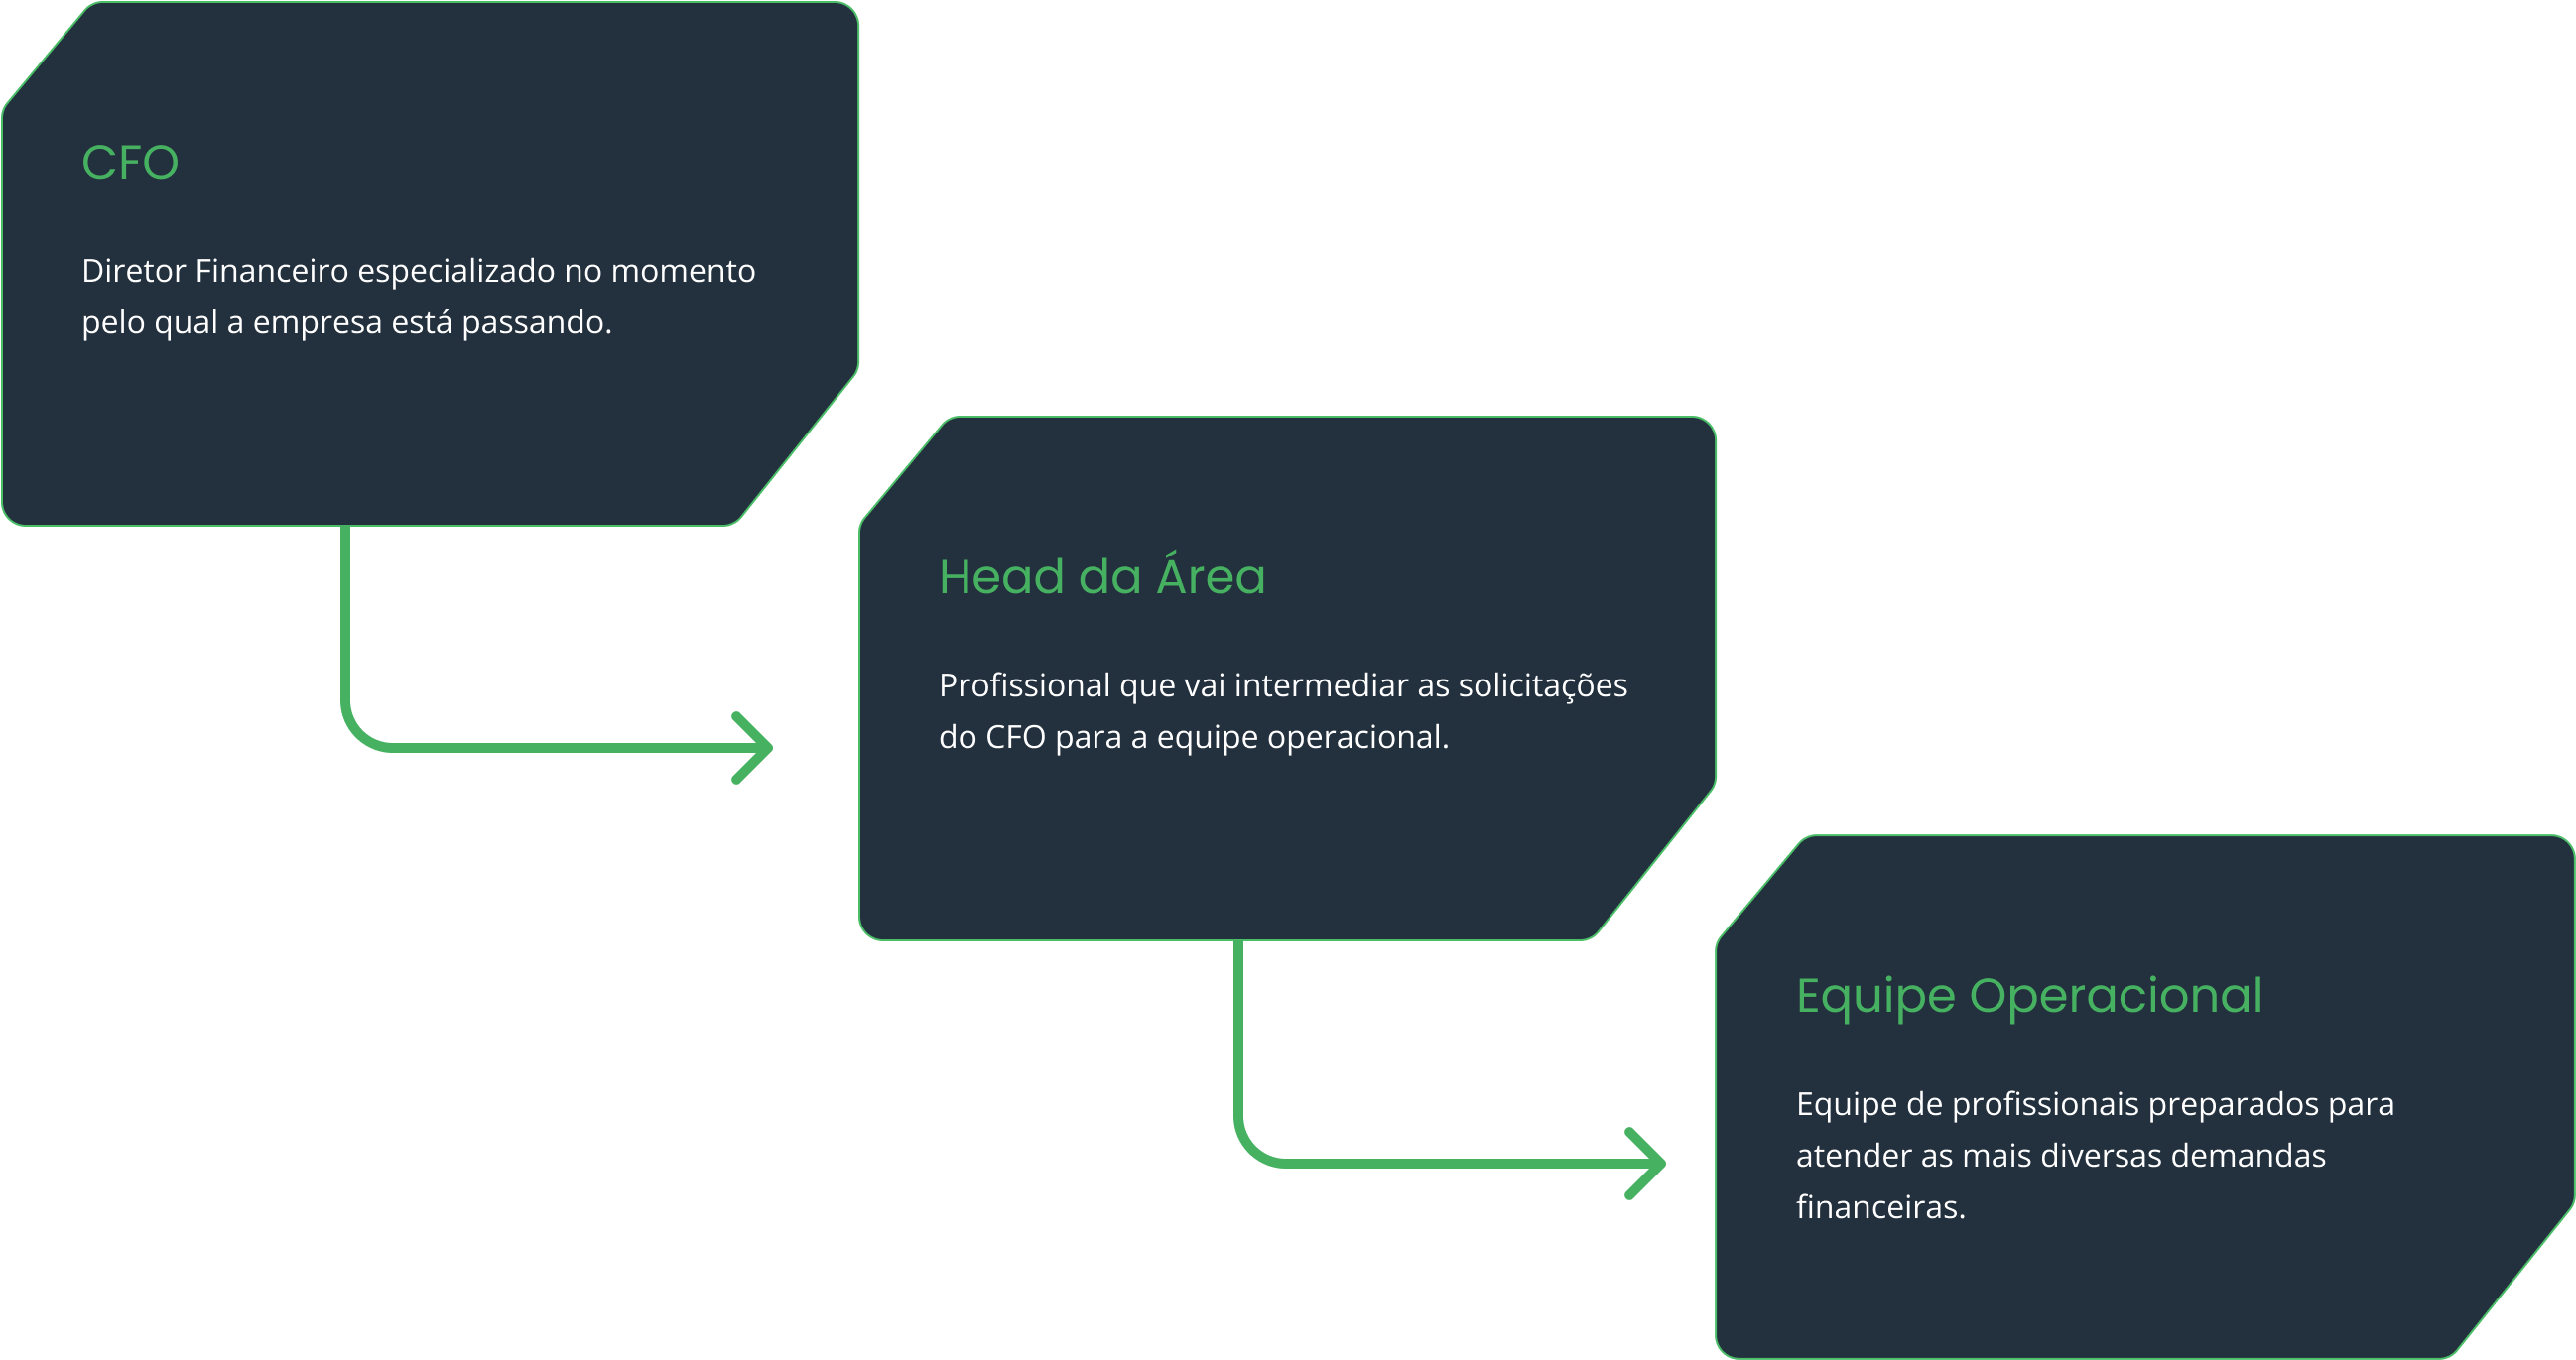 CFO
Diretor Financeiro especializado no momento
pelo qual a empresa está passando.
Head da Área
Profissional que vai intermediar as solicitações
do CFO para a equipe operacional.
Equipe Operacional
Equipe de profissionais preparados para
atender as mais diversas demandas
financeiras.